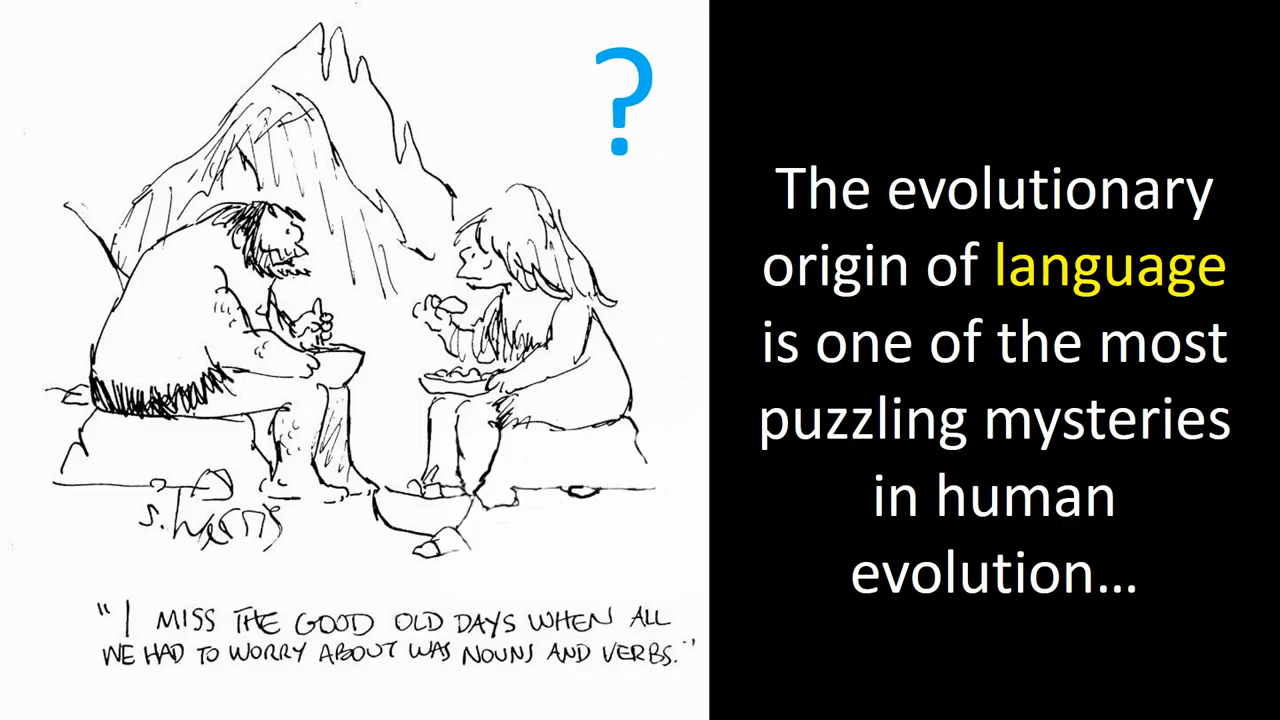 ?
S. Harris
"I MISS THE GOOD OLD DAYS WHEN ALL
WE HAD TO WORRY ABOUT WAS NOUNS AND VERBS."
The evolutionary
origin of language
is one of the most
puzzling mysteries
in human
evolution…